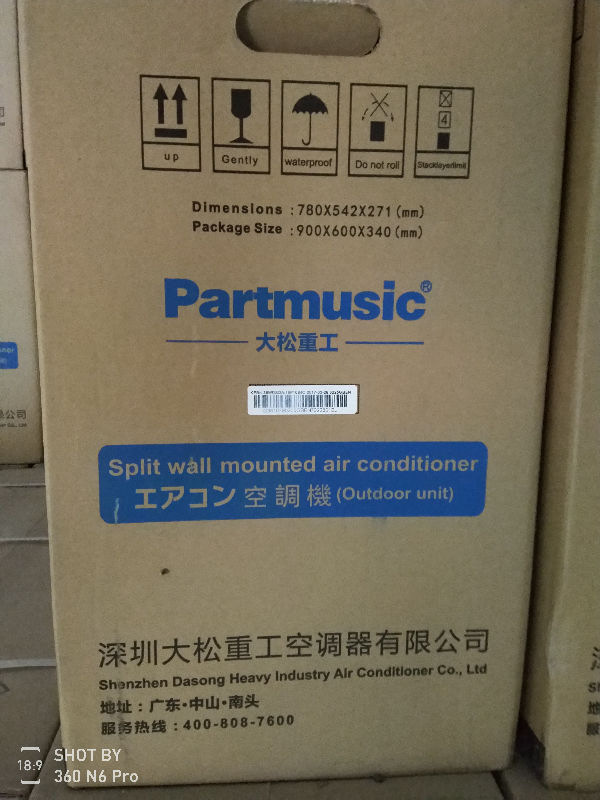 4
up
Gently
waterproof
Do not roll
Stacklayerlimit
Dimensions :780X542X271(mm)
Package Size :900X600X340(mm)
Partmusic®
大松重工
Split wall mounted air conditioner
エアコン 空調機 (Outdoor unit)
深圳大松重工空调器有限公司
Shenzhen Dasong Heavy Industry Air Conditioner Co., Ltd
地址：广东·中山·南头
服务热线：400-808-7600
18:9
SHOT BY
360 N6 Pro